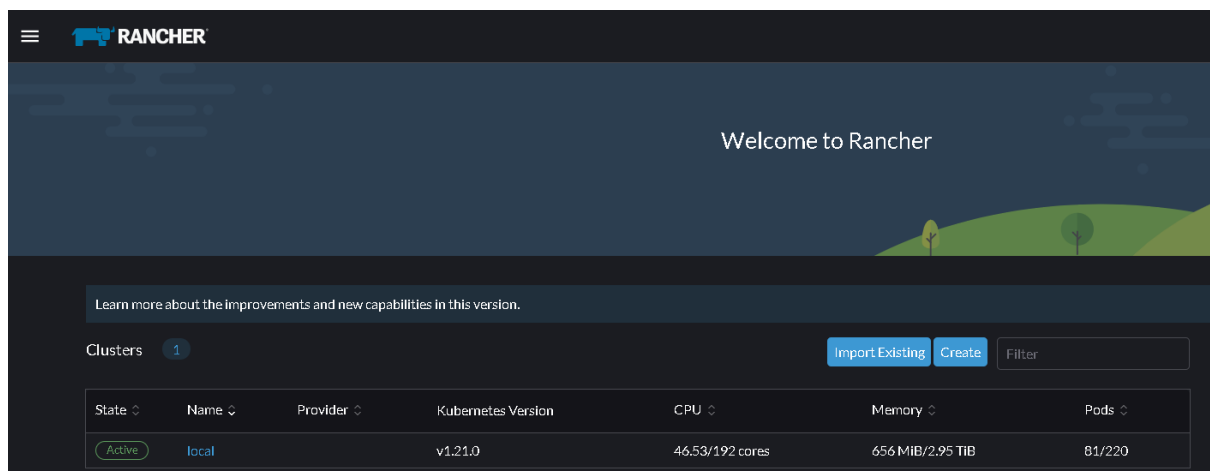 RANCHER
Welcome to Rancher
Learn more about the improvements and new capabilities in this version.
Clusters 1 Import Existing Create Filter
State Name Provider Kubernetes Version CPU Memory Pods
Active local v1.21.0 46.53/192 cores 656 MiB/2.95 TiB 81/220